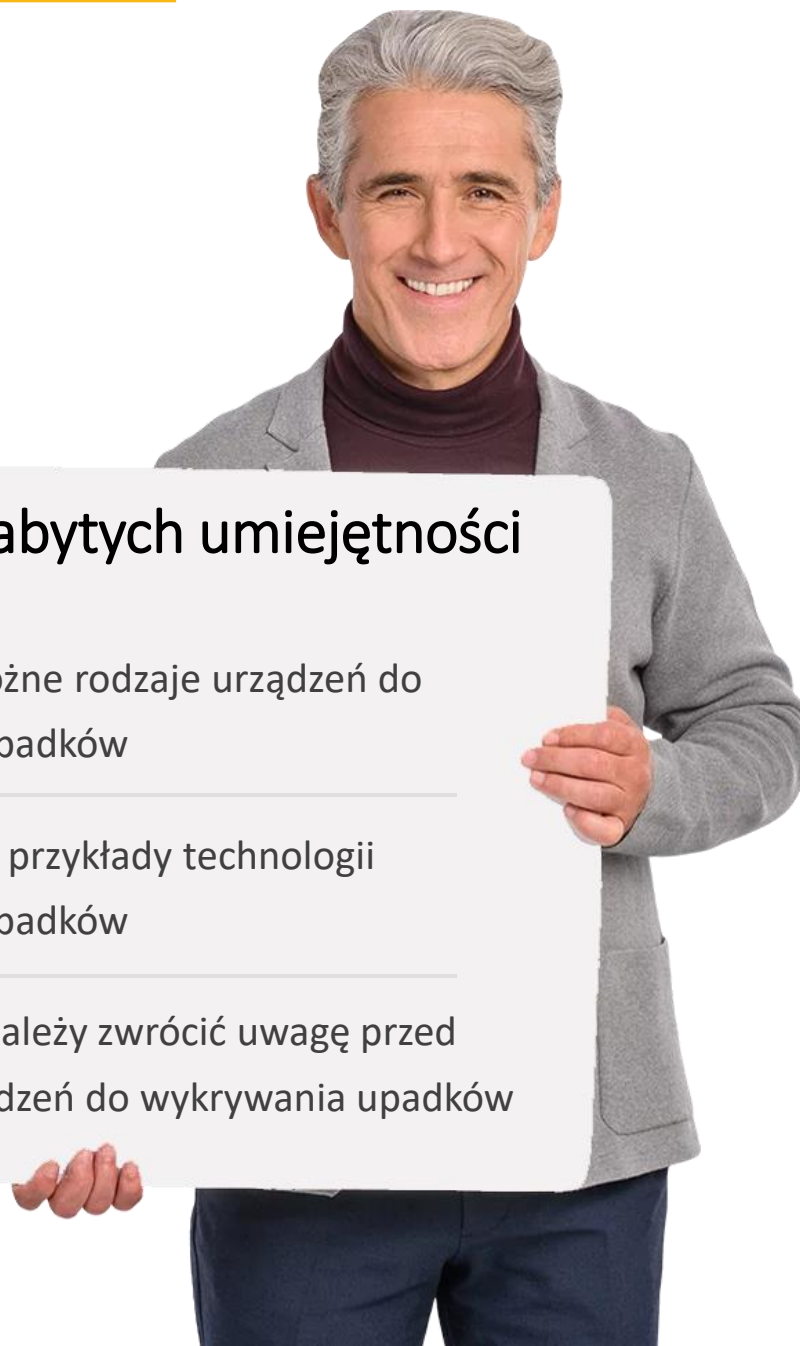 abytych umiejętności
żne rodzaje urządzeń do
padków
przykłady technologii
padków
ależy zwrócić uwagę przed
dzeń do wykrywania upadków